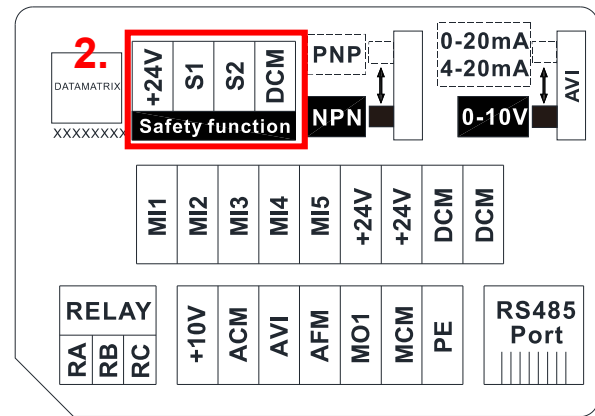 2.
DATAMATRIX
XXXXXXXX
+24V
S1
S2
DCM
Safety function
PNP
NPN
0-20mA
4-20mA
0-10V
AVI
MI1
MI2
MI3
MI4
MI5
+24V
+24V
DCM
DCM
RELAY
RA
RB
RC
+10V
ACM
AVI
AFM
MO1
MCM
PE
RS485
Port